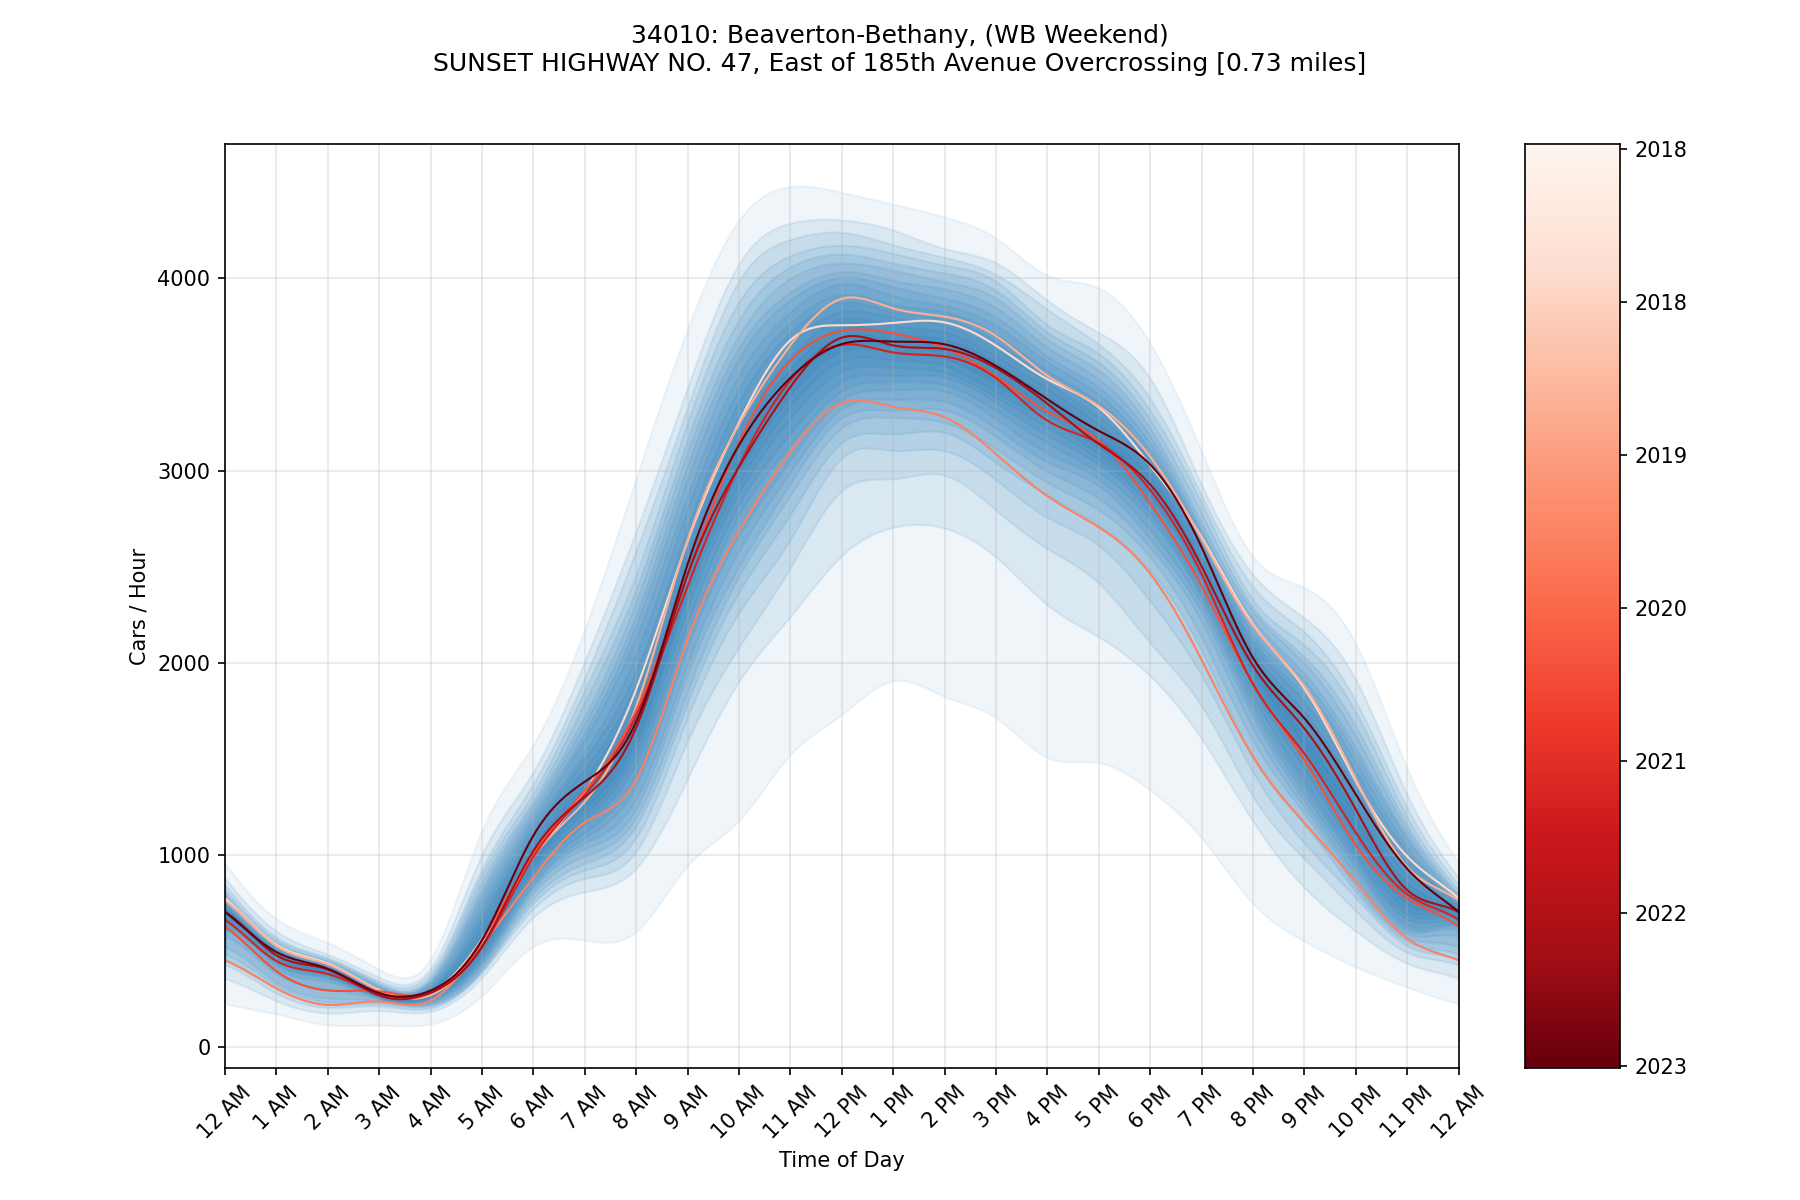 34010: Beaverton-Bethany, (WB Weekend)
SUNSET HIGHWAY NO. 47, East of 185th Avenue Overcrossing [0.73 miles]
Cars / Hour
4000
3000
2000
1000
0
12 AM
1 AM
2 AM
3 AM
4 AM
5 AM
6 AM
7 AM
8 AM
9 AM
10 AM
11 AM
12 PM
1 PM
2 PM
3 PM
4 PM
5 PM
6 PM
7 PM
8 PM
9 PM
10 PM
11 PM
12 AM
Time of Day
2018
2018
2019
2020
2021
2022
2023